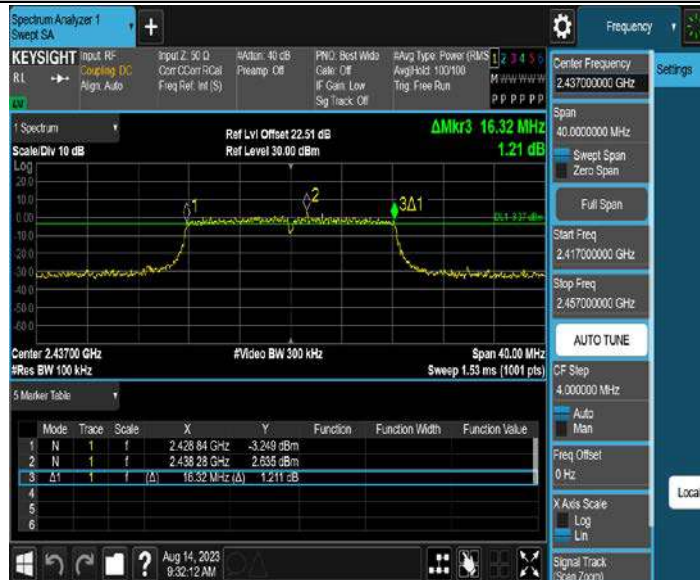 Spectrum Analyzer 1
Swept SA
Frequency
KEYSIGHT
RL
Input: RF
Coupling: DC
Align: Auto
Input Z: 50 Ω
Corr CCorr RCal
Freq Ref: Int (S)
#Atten: 40 dB
Preamp: Off
PNO: Best Wide
Gate: Off
IF Gain: Low
Sig Track: Off
#Avg Type: Power (RMS
Avg|Hold: 100/100
Trig: Free Run
1 2 3 4 5 6
M W W W W W
P P P P P P
Center Frequency
2.437000000 GHz
Settings
Span
40.0000000 MHz
Swept Span
Zero Span
Full Span
Start Freq
2.417000000 GHz
Stop Freq
2.457000000 GHz
AUTO TUNE
CF Step
4.000000 MHz
Auto
Man
Freq Offset
0 Hz
X Axis Scale
Log
Lin
Signal Track
(Span Zoom)
Local
1 Spectrum
Scale/Div 10 dB
Log
Ref Lvl Offset 22.51 dB
Ref Level 30.00 dBm
ΔMkr3 16.32 MHz
1.21 dB
20.0
10.0
0.00
-10.0
-20.0
-30.0
-40.0
-50.0
-60.0
1
2
3Δ1
Center 2.43700 GHz
#Video BW 300 kHz
Span 40.00 MHz
#Res BW 100 kHz
Sweep 1.53 ms (1001 pts)
5 Marker Table
Mode Trace Scale X Y Function Function Width Function Value
1 N 1 f 2.428 84 GHz -3.249 dBm
2 N 1 f 2.438 28 GHz 2.635 dBm
3 Δ1 1 f (Δ) 16.32 MHz (Δ) 1.211 dB
4
5
6
Aug 14, 2023
9:32:12 AM